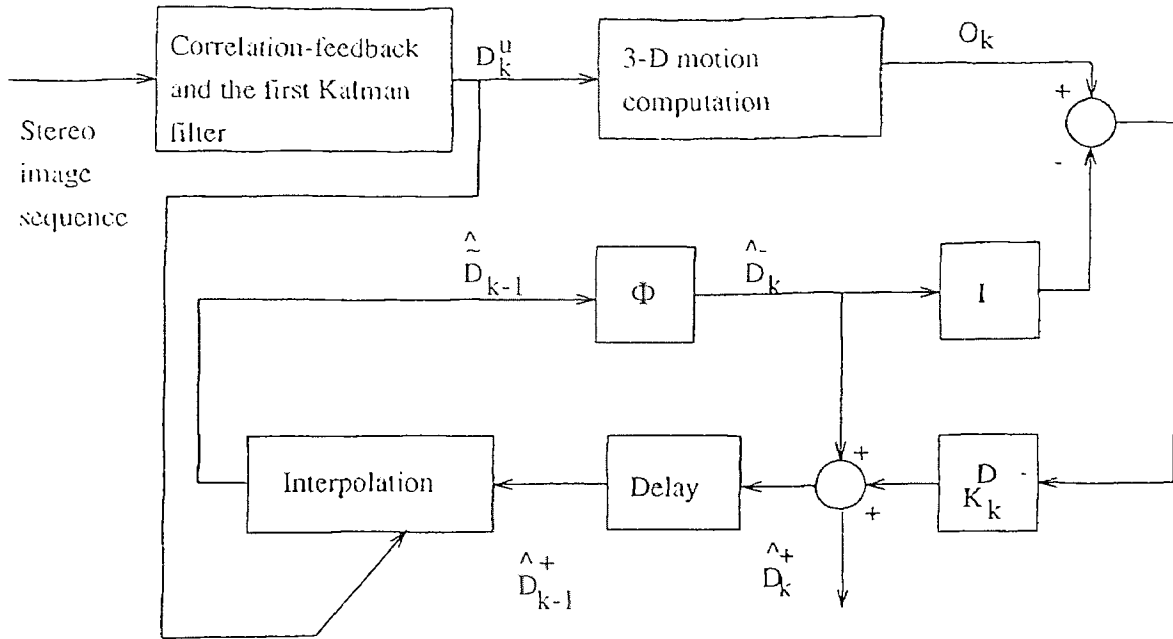 Correlation-feedback
and the first Kalman
filter
D^u_k
3-D motion
computation
O_k
+
-
Stereo
image
sequence
^~D_{k-1}
Φ
^D^-_k
I
Interpolation
Delay
+
+
K^D_k
^D^+_{k-1}
^D^+_k